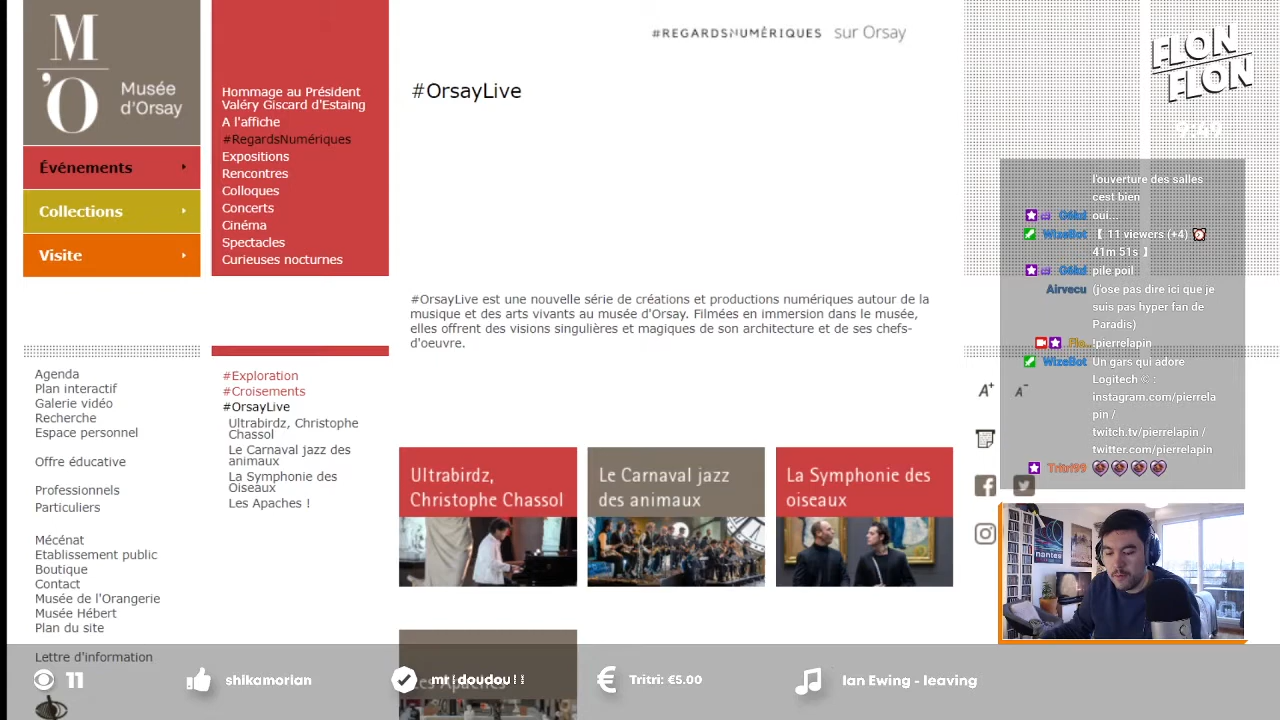 M
'O
Musée
d'Orsay
Événements
Collections
Visite
Hommage au Président
Valéry Giscard d'Estaing
A l'affiche
#RegardsNumériques
Expositions
Rencontres
Colloques
Concerts
Cinéma
Spectacles
Curieuses nocturnes
#REGARDSNUMÉRIQUES sur Orsay
#OrsayLive
#OrsayLive est une nouvelle série de créations et productions numériques autour de la
musique et des arts vivants au musée d'Orsay. Filmées en immersion dans le musée,
elles offrent des visions singulières et magiques de son architecture et de ses chefs-
d'oeuvre.
Agenda
Plan interactif
Galerie vidéo
Recherche
Espace personnel
Offre éducative
Professionnels
Particuliers
Mécénat
Etablissement public
Boutique
Contact
Musée de l'Orangerie
Musée Hébert
Plan du site
Lettre d'information
#Exploration
#Croisements
#OrsayLive
Ultrabirdz, Christophe
Chassol
Le Carnaval jazz des
animaux
La Symphonie des
Oiseaux
Les Apaches !
Ultrabirdz,
Christophe Chassol
Le Carnaval jazz
des animaux
La Symphonie des
oiseaux
Les Apaches
A+ A-
FLON
FLON
l'ouverture des salles
cest bien
oui...
WizeBot 【 11 viewers (+4)
41m 51s 】
pile poil
Airvecu (jose pas dire ici que je
suis pas hyper fan de
Paradis)
Flo... !pierrelapin
WizeBot Un gars qui adore
Logitech © :
instagram.com/pierrela
pin /
twitch.tv/pierrelapin /
twitter.com/pierrelapin
Tritri99
nantes
11
shikamorian
mr_doudou__
€ Tritri: €5.00
Ian Ewing - leaving